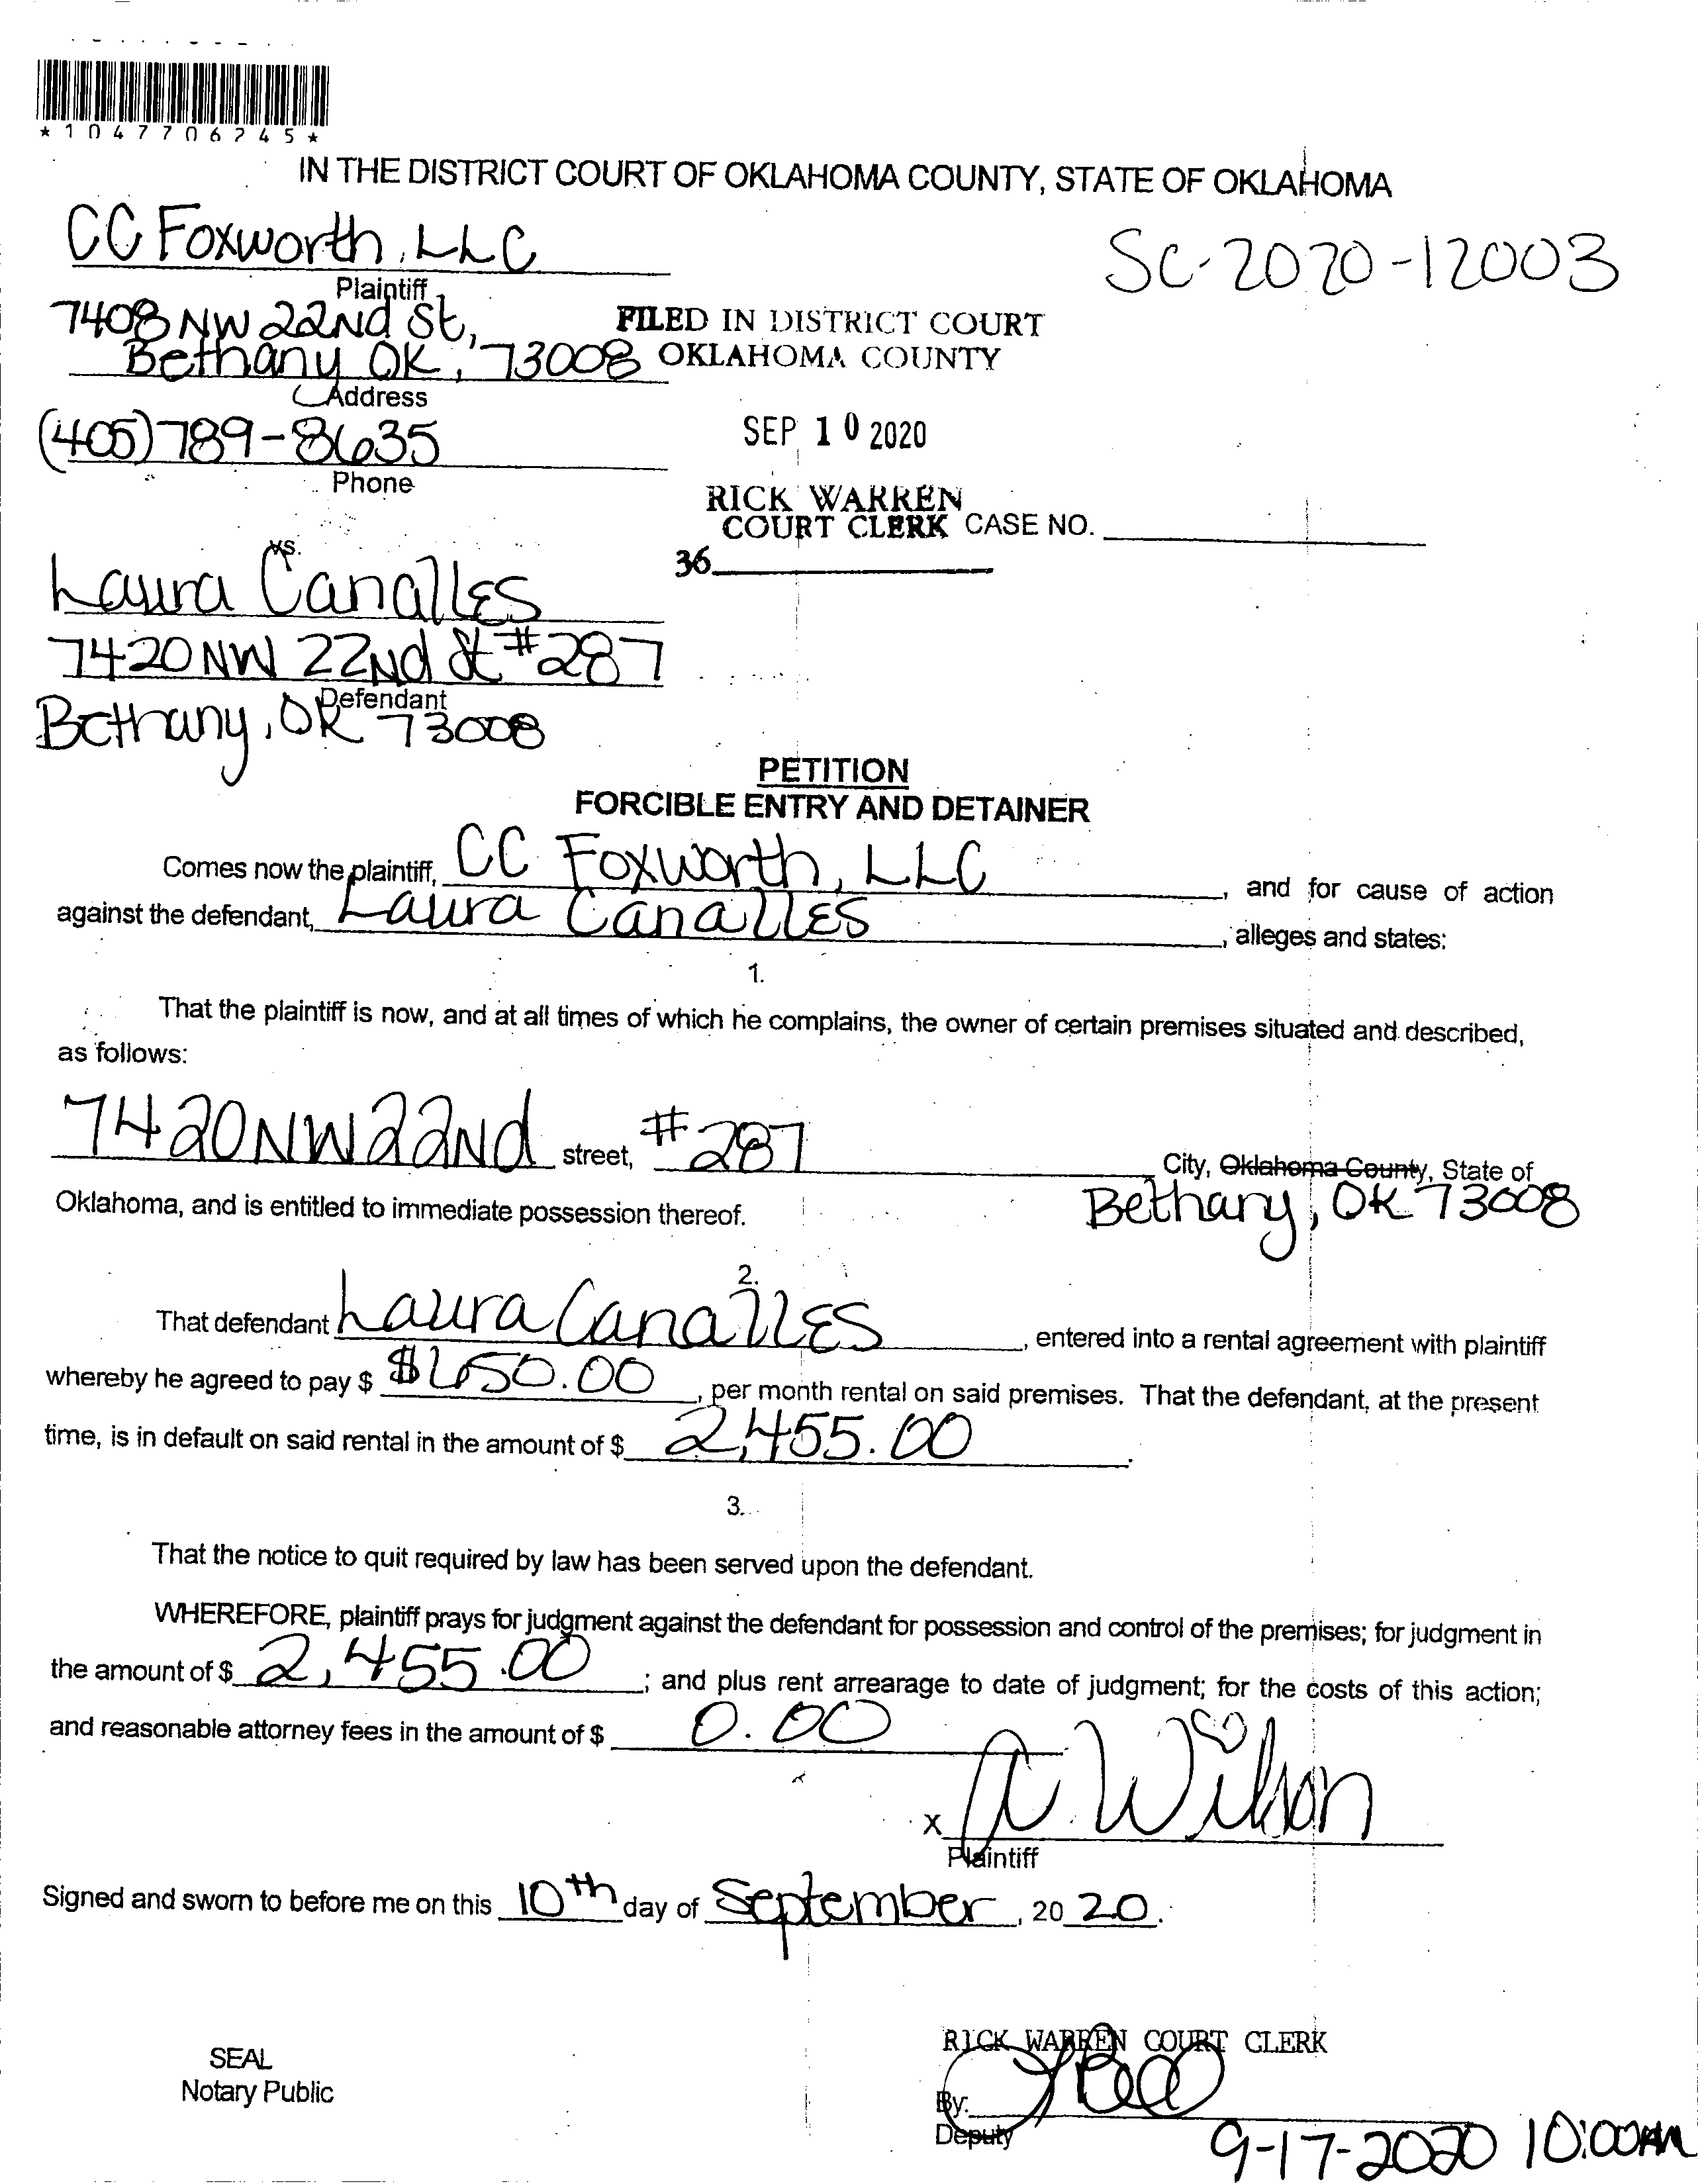 *1047706245*
IN THE DISTRICT COURT OF OKLAHOMA COUNTY, STATE OF OKLAHOMA
CC Foxworth, LLC
SC-2020-12003
Plaintiff
7408 NW 22nd St,
Bethany OK, 73008
Address
FILED IN DISTRICT COURT
OKLAHOMA COUNTY
(405)789-8635
Phone
SEP 10 2020
RICK WARREN
COURT CLERK CASE NO.
36
vs.
Laura Canalles
7420 NW 22nd St #287
Defendant
Bethany, OK 73008
PETITION
FORCIBLE ENTRY AND DETAINER
Comes now the plaintiff, CC Foxworth, LLC, and for cause of action
against the defendant, Laura Canalles, alleges and states:
1.
That the plaintiff is now, and at all times of which he complains, the owner of certain premises situated and described,
as follows:
7420 NW 22nd street, #287 City, Oklahoma County, State of
Bethany, OK 73008
Oklahoma, and is entitled to immediate possession thereof.
2.
That defendant Laura Canalles, entered into a rental agreement with plaintiff
whereby he agreed to pay $ $650.00, per month rental on said premises. That the defendant, at the present
time, is in default on said rental in the amount of $ 2,455.00.
3.
That the notice to quit required by law has been served upon the defendant.
WHEREFORE, plaintiff prays for judgment against the defendant for possession and control of the premises; for judgment in
the amount of $ 2,455.00; and plus rent arrearage to date of judgment; for the costs of this action;
and reasonable attorney fees in the amount of $ 0.00
x A Wilson
Plaintiff
Signed and sworn to before me on this 10th day of September, 2020.
RICK WARREN COURT CLERK
SEAL
Notary Public
By:
Deputy
9-17-2020 10:00AM